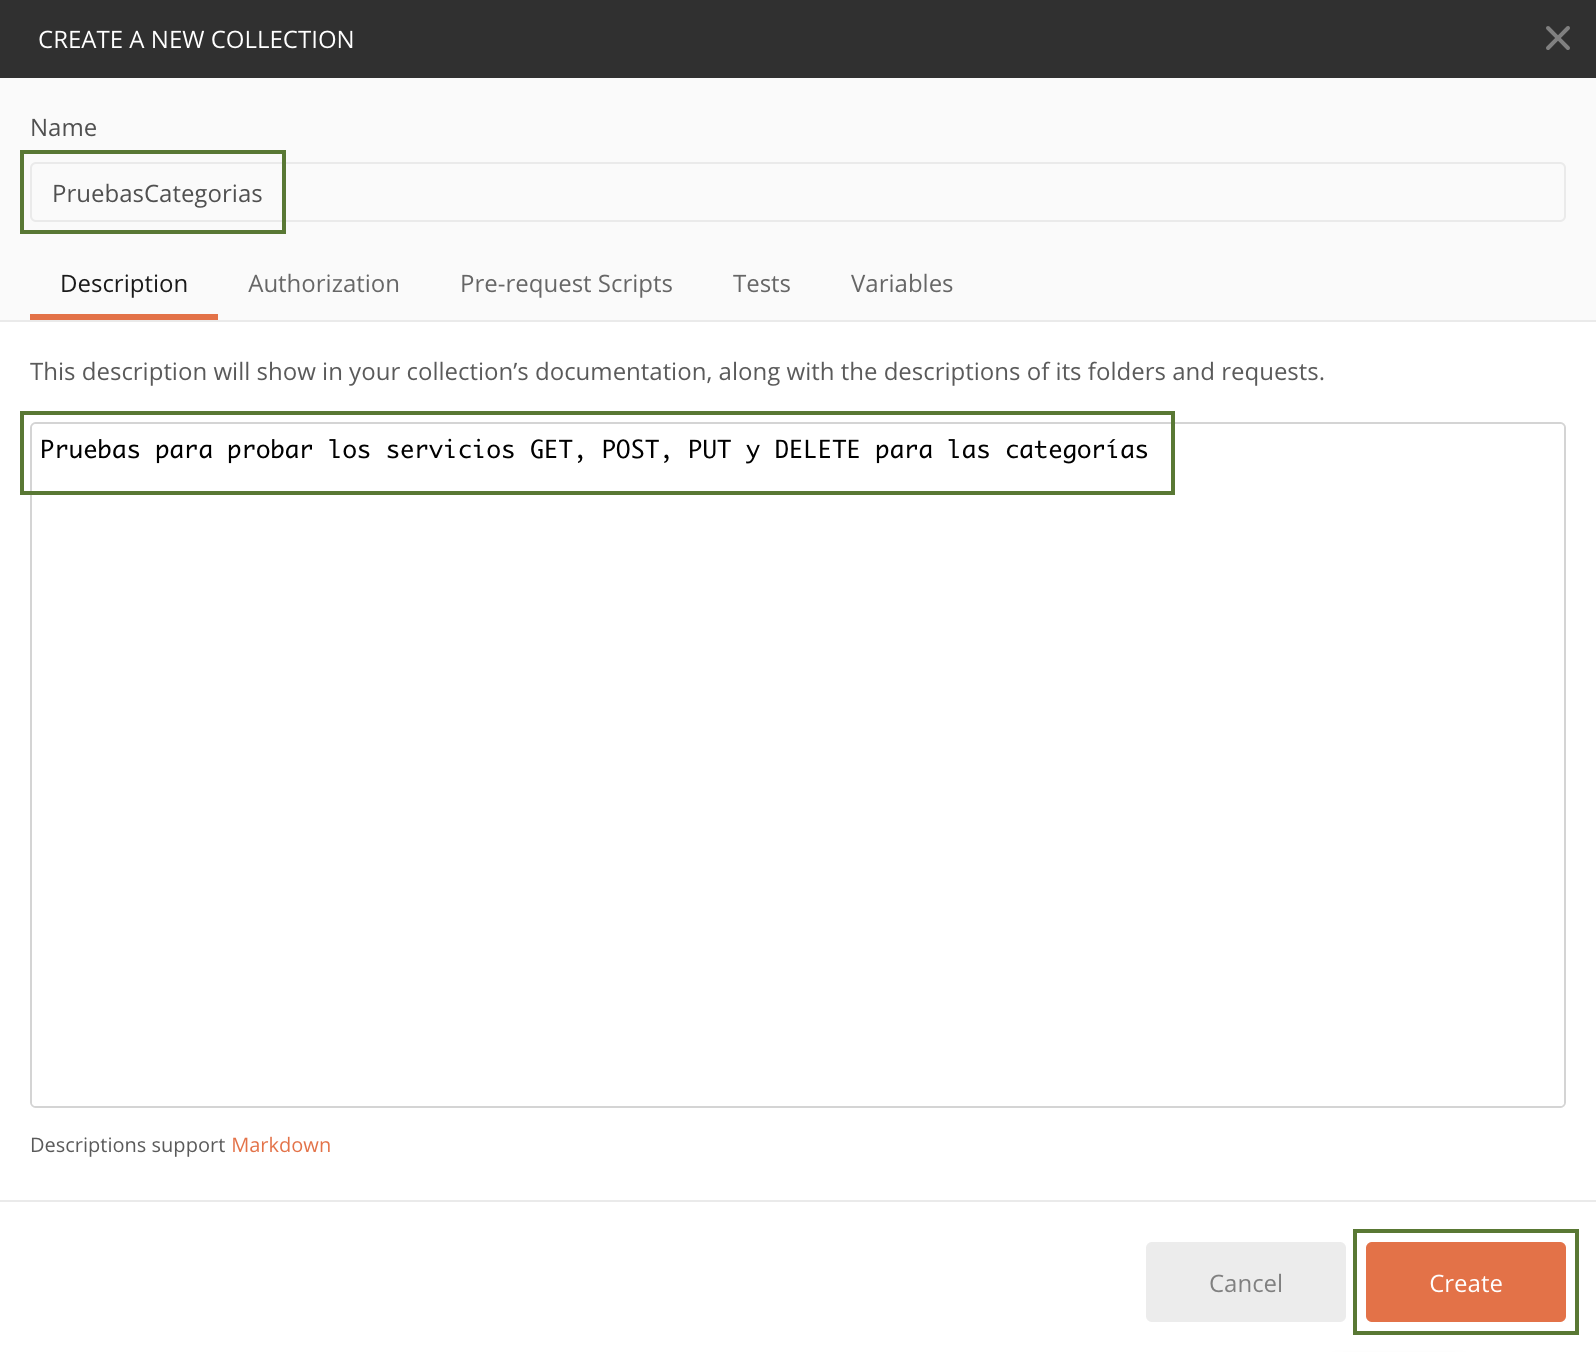 CREATE A NEW COLLECTION
Name
PruebasCategorias
Description Authorization Pre-request Scripts Tests Variables
This description will show in your collection’s documentation, along with the descriptions of its folders and requests.
Pruebas para probar los servicios GET, POST, PUT y DELETE para las categorías
Descriptions support Markdown
Cancel Create